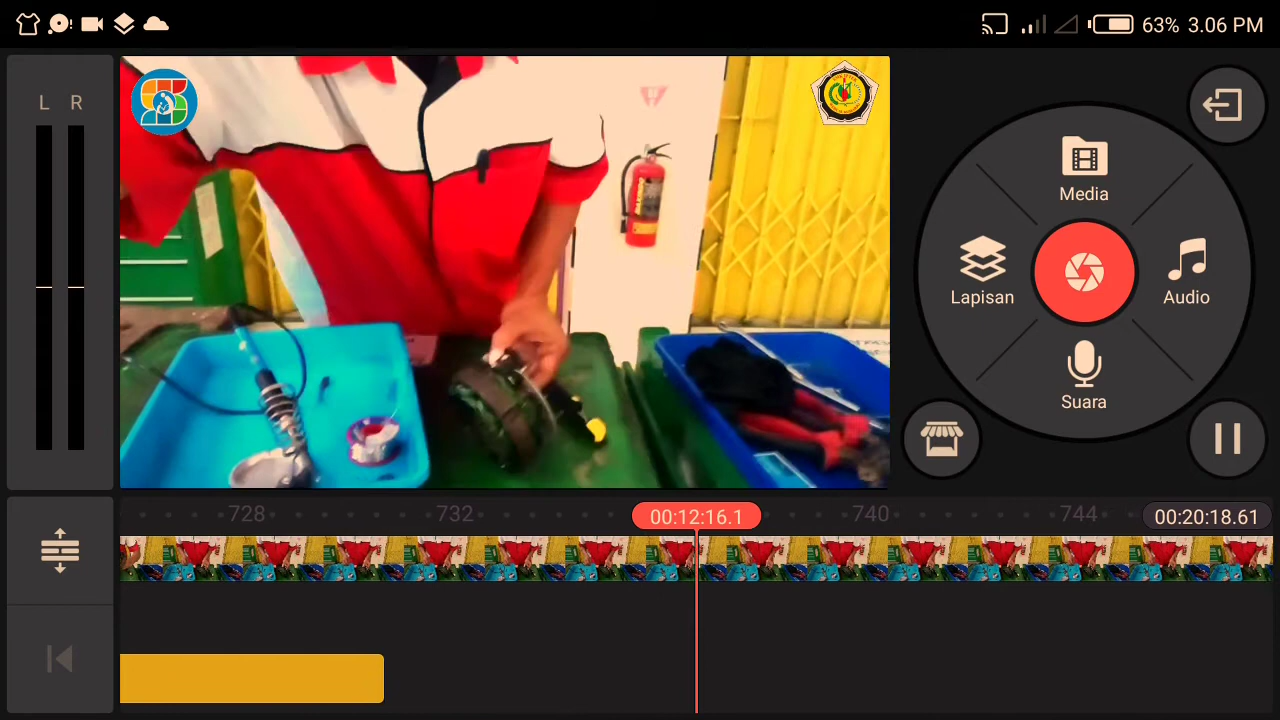 63% 3.06 PM
L R
Media
Lapisan
Audio
Suara
728
732
00:12:16.1
740
744
00:20:18.61